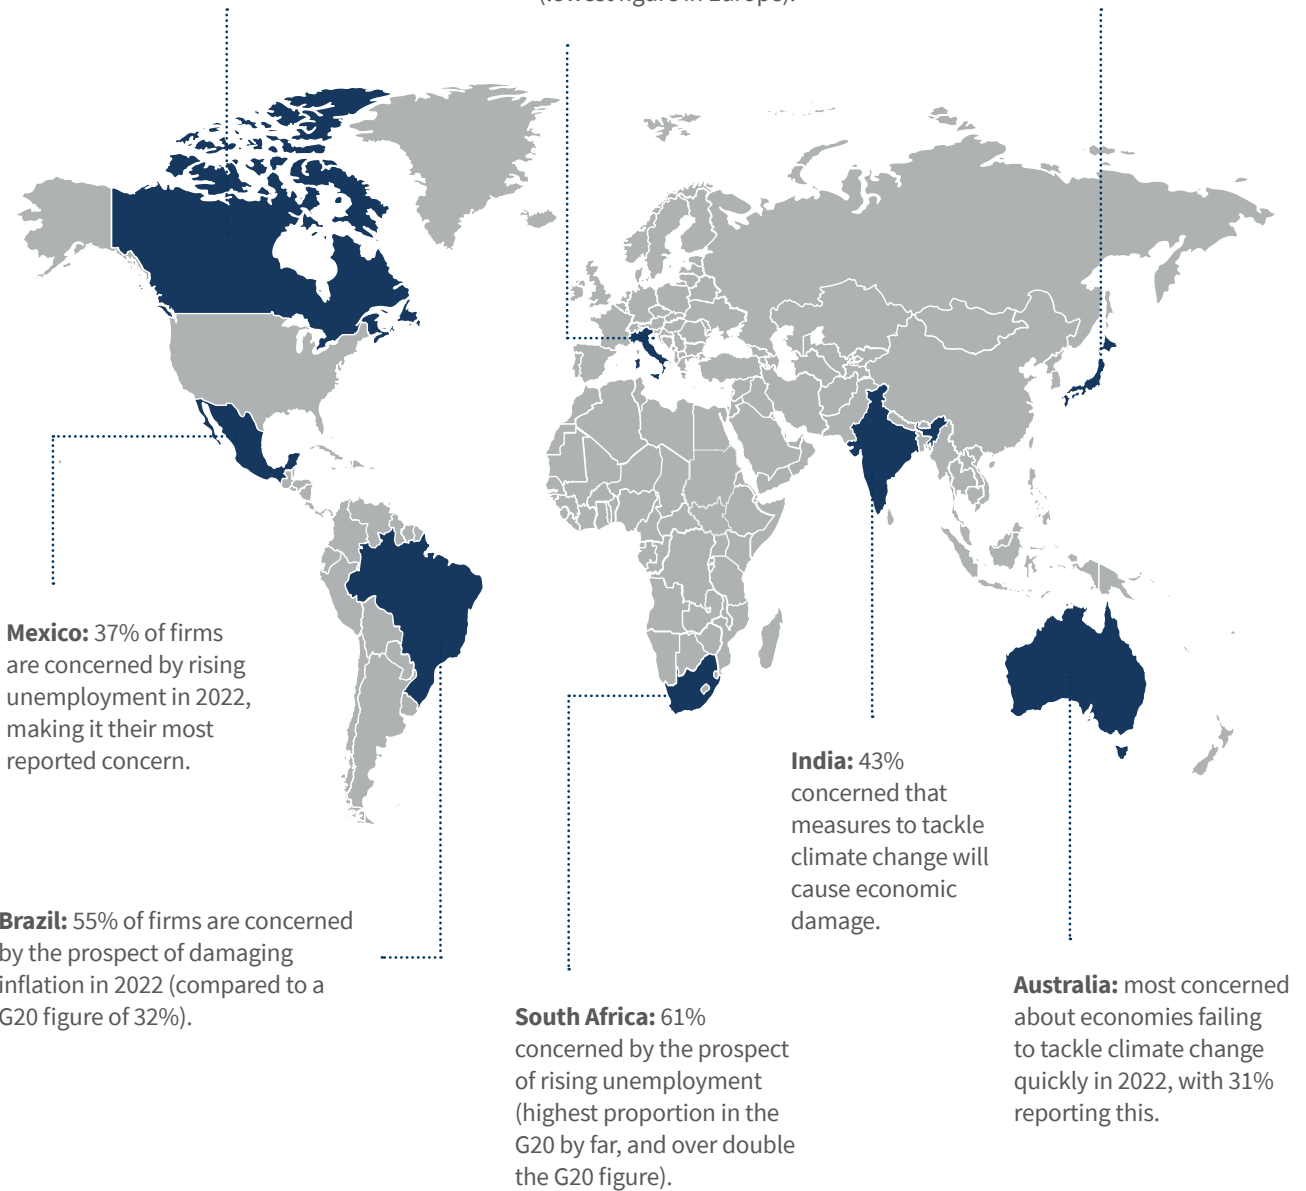 (lowest figure in Europe).
Mexico: 37% of firms
are concerned by rising
unemployment in 2022,
making it their most
reported concern.
India: 43%
concerned that
measures to tackle
climate change will
cause economic
damage.
Brazil: 55% of firms are concerned
by the prospect of damaging
inflation in 2022 (compared to a
G20 figure of 32%).
Australia: most concerned
about economies failing
to tackle climate change
quickly in 2022, with 31%
reporting this.
South Africa: 61%
concerned by the prospect
of rising unemployment
(highest proportion in the
G20 by far, and over double
the G20 figure).